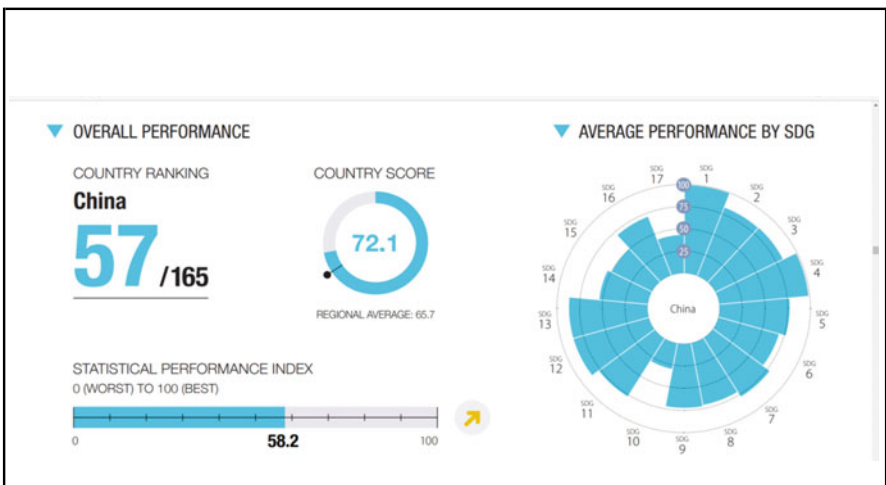 OVERALL PERFORMANCE
COUNTRY RANKING
China
57/165
COUNTRY SCORE
72.1
REGIONAL AVERAGE: 65.7
STATISTICAL PERFORMANCE INDEX
0 (WORST) TO 100 (BEST)
0
58.2
100
AVERAGE PERFORMANCE BY SDG
SDG
1
SDG
2
SDG
3
SDG
4
SDG
5
SDG
6
SDG
7
SDG
8
SDG
9
SDG
10
SDG
11
SDG
12
SDG
13
SDG
14
SDG
15
SDG
16
SDG
17
100
75
50
25
China